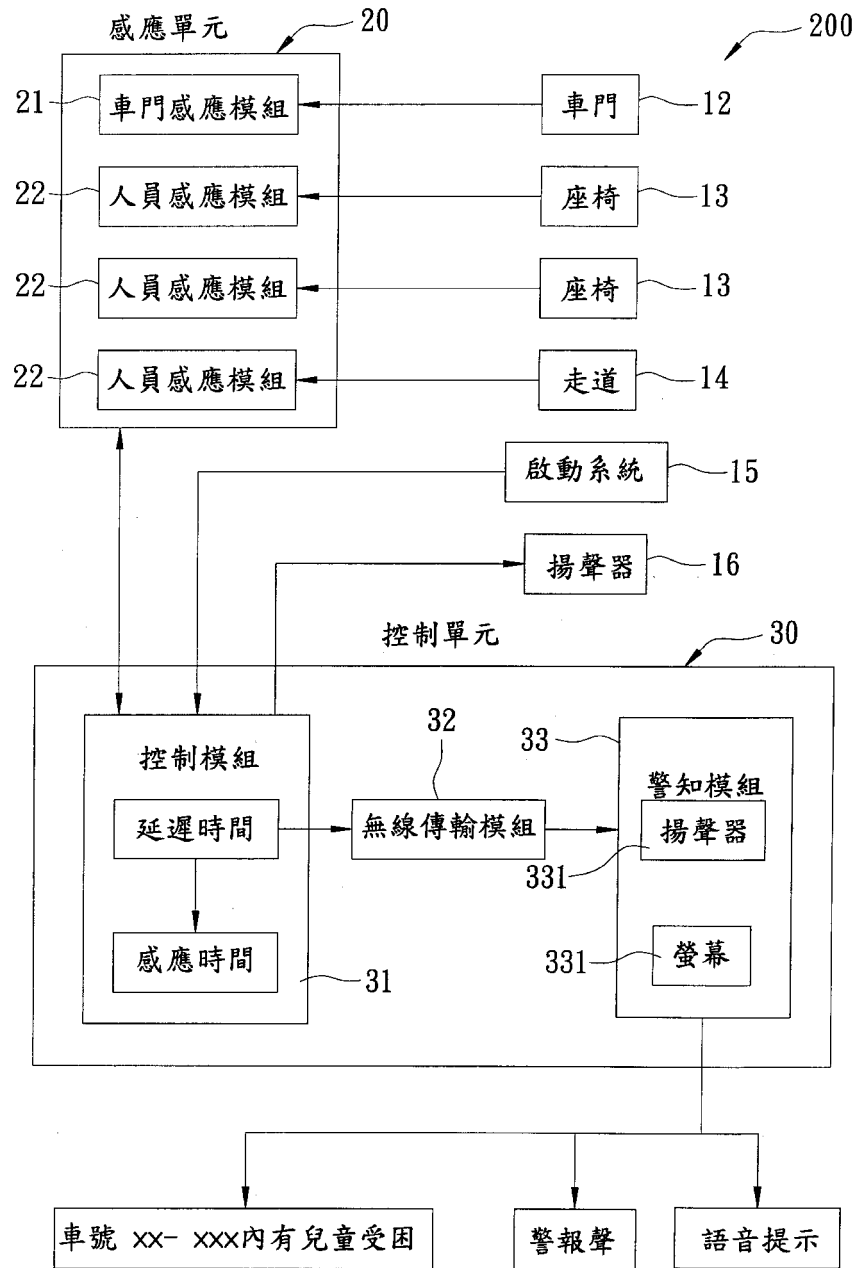 感應單元 20 200
21 車門感應模組 車門 12
22 人員感應模組 座椅 13
22 人員感應模組 座椅 13
22 人員感應模組 走道 14
啟動系統 15
揚聲器 16
控制單元 30
控制模組 32 33
警知模組
延遲時間 無線傳輸模組 揚聲器
331
感應時間 31 331 螢幕
車號 xx- xxx內有兒童受困 警報聲 語音提示